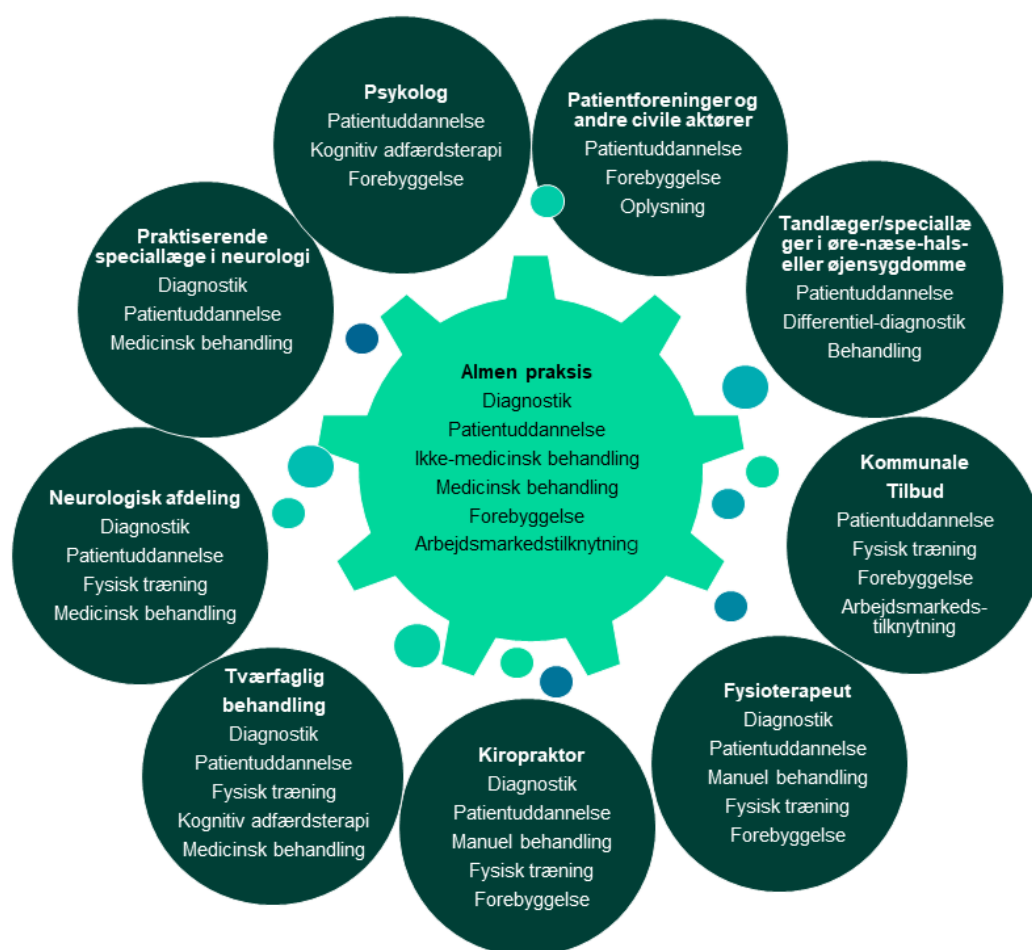 Psykolog
Patientuddannelse
Kognitiv adfærdsterapi
Forebyggelse
Patientforeninger og
andre civile aktører
Patientuddannelse
Forebyggelse
Oplysning
Tandlæger/speciallæ
ger i øre-næse-hals-
eller øjensygdomme
Patientuddannelse
Differentiel-diagnostik
Behandling
Kommunale
Tilbud
Patientuddannelse
Fysisk træning
Forebyggelse
Arbejdsmarkeds-
tilknytning
Fysioterapeut
Diagnostik
Patientuddannelse
Manuel behandling
Fysisk træning
Forebyggelse
Kiropraktor
Diagnostik
Patientuddannelse
Manuel behandling
Fysisk træning
Forebyggelse
Tværfaglig
behandling
Diagnostik
Patientuddannelse
Fysisk træning
Kognitiv adfærdsterapi
Medicinsk behandling
Neurologisk afdeling
Diagnostik
Patientuddannelse
Fysisk træning
Medicinsk behandling
Praktiserende
speciallæge i neurologi
Diagnostik
Patientuddannelse
Medicinsk behandling
Almen praksis
Diagnostik
Patientuddannelse
Ikke-medicinsk behandling
Medicinsk behandling
Forebyggelse
Arbejdsmarkedstilknytning